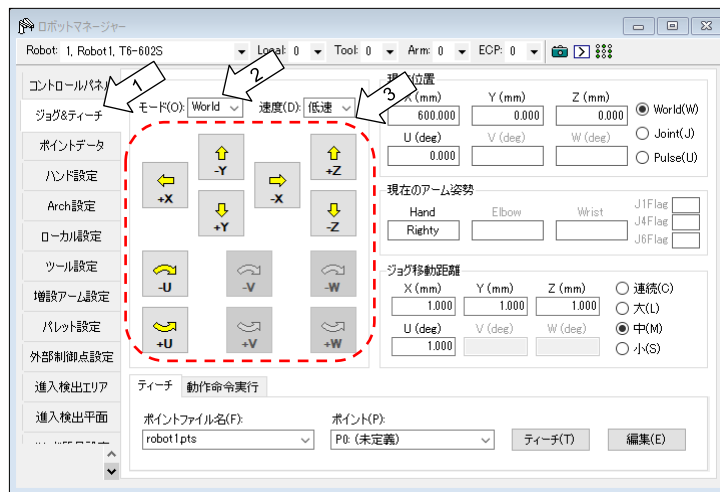 ロボットマネージャー
Robot: 1, Robot1, T6-602S Local: 0 Tool: 0 Arm: 0 ECP: 0
コントロールパネル
ジョグ&ティーチ
ポイントデータ
ハンド設定
Arch設定
ローカル設定
ツール設定
増設アーム設定
パレット設定
外部制御点設定
進入検出エリア
進入検出平面
1
2
3
モード(O): World 速度(D): 低速
+X
-Y
+Y
-X
+Z
-Z
-U
-V
-W
+U
+V
+W
現在位置
X (mm) Y (mm) Z (mm)
600.000 0.000 0.000
U (deg) V (deg) W (deg)
0.000
World(W)
Joint(J)
Pulse(U)
現在のアーム姿勢
Hand Elbow Wrist
Righty
J1Flag
J4Flag
J6Flag
ジョグ移動距離
X (mm) Y (mm) Z (mm)
1.000 1.000 1.000
U (deg) V (deg) W (deg)
1.000
連続(C)
大(L)
中(M)
小(S)
ティーチ 動作命令実行
ポイントファイル名(F): ポイント(P):
robot1.pts P0: (未定義) ティーチ(T) 編集(E)